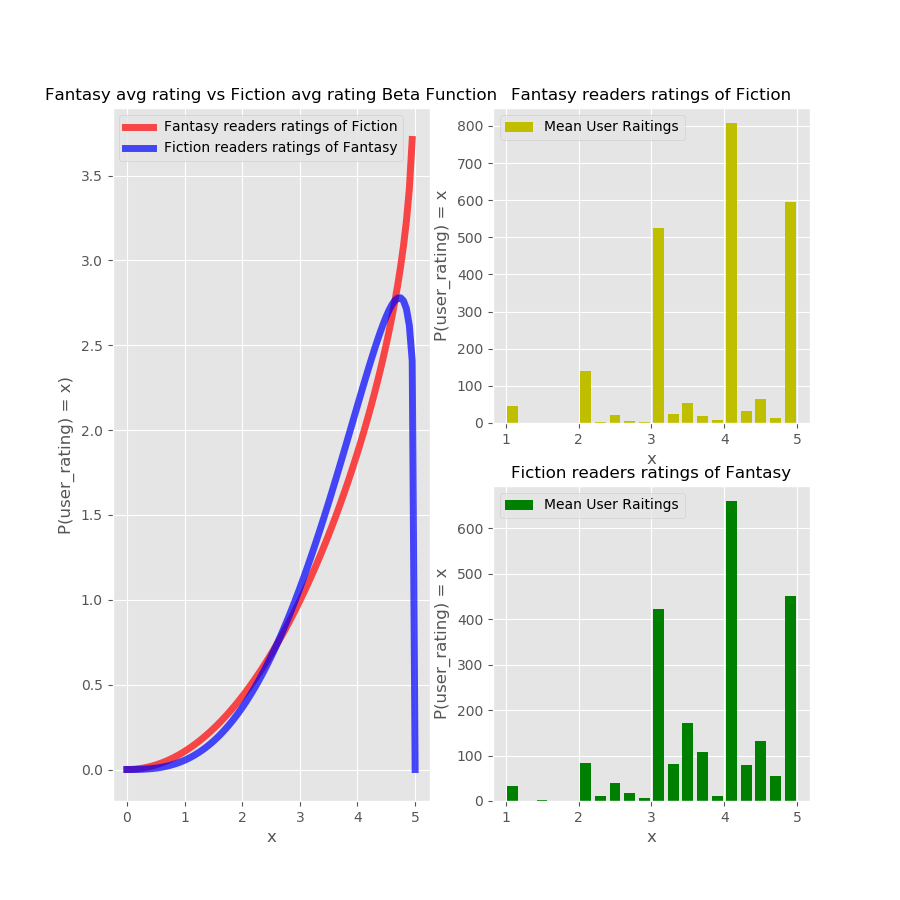 Fantasy avg rating vs Fiction avg rating Beta Function
Fantasy readers ratings of Fiction
Fiction readers ratings of Fantasy
P(user_rating) = x)
3.5
3.0
2.5
2.0
1.5
1.0
0.5
0.0
0 1 2 3 4 5
x
Fantasy readers ratings of Fiction
Mean User Raitings
P(user_rating) = x
800
700
600
500
400
300
200
100
0
1 2 3 4 5
x
Fiction readers ratings of Fantasy
Mean User Raitings
P(user_rating) = x
600
500
400
300
200
100
0
1 2 3 4 5
x